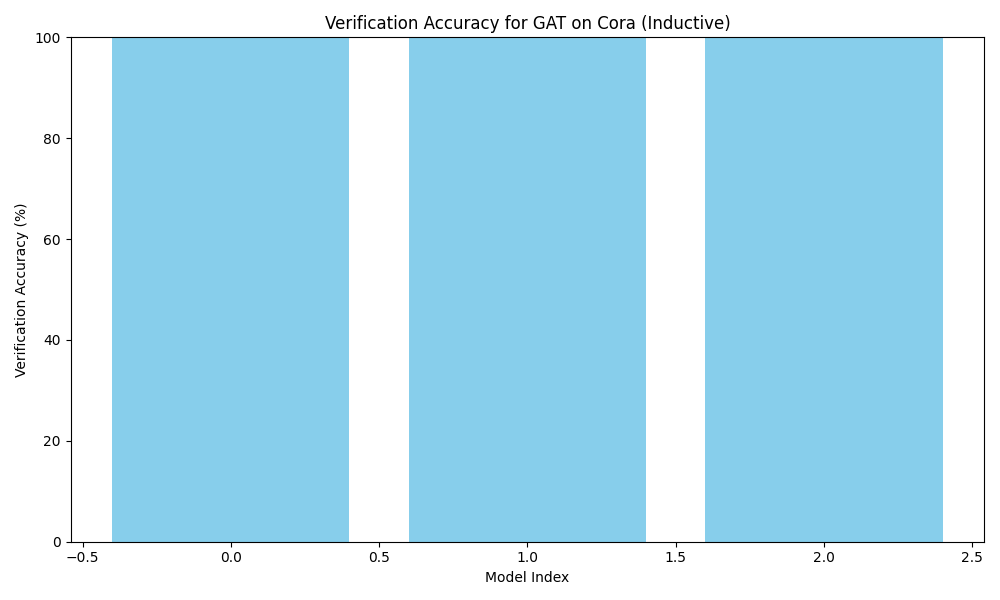 Verification Accuracy for GAT on Cora (Inductive)
100
80
60
40
20
0
Verification Accuracy (%)
−0.5 0.0 0.5 1.0 1.5 2.0 2.5
Model Index